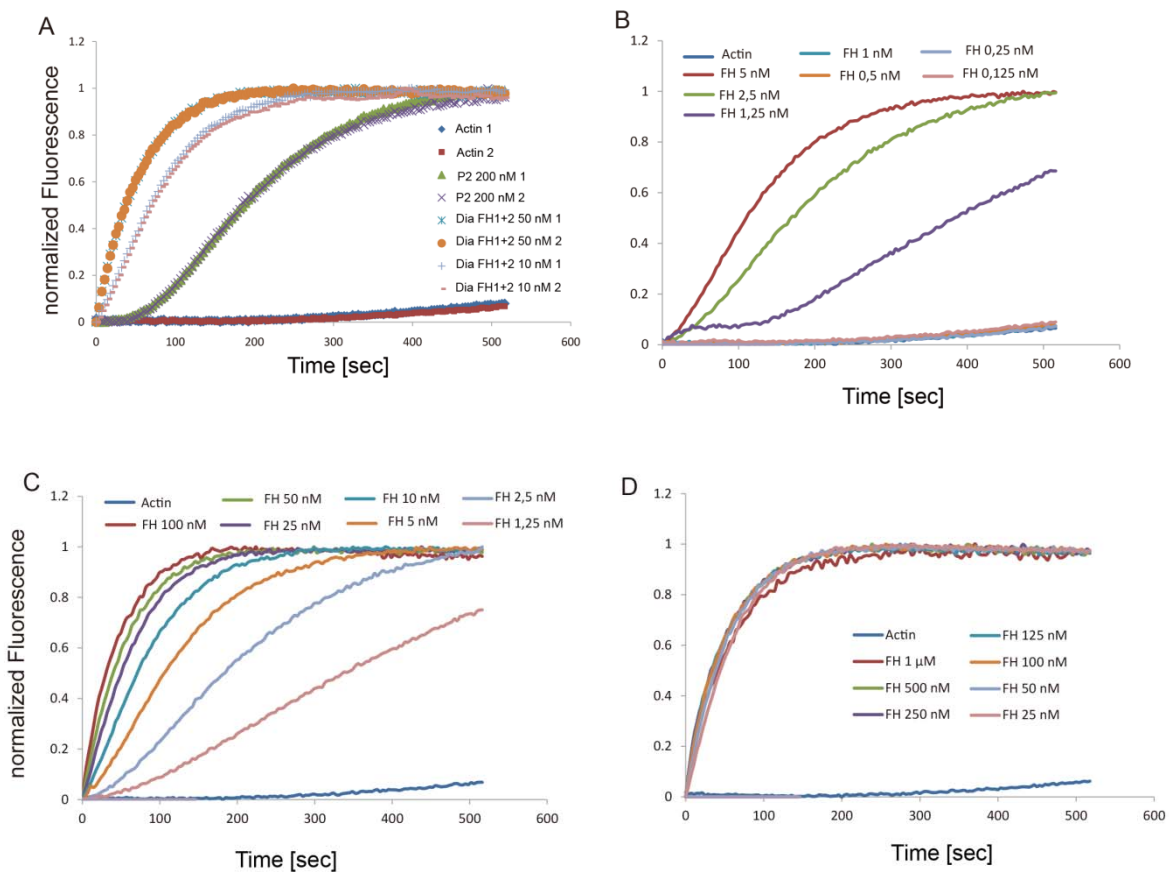 A
normalized Fluorescence
1.2
1
0.8
0.6
0.4
0.2
0
0
100
200
300
400
500
600
Time [sec]
Actin 1
Actin 2
P2 200 nM 1
P2 200 nM 2
Dia FH1+2 50 nM 1
Dia FH1+2 50 nM 2
Dia FH1+2 10 nM 1
Dia FH1+2 10 nM 2
B
1.2
1
0.8
0.6
0.4
0.2
0
Actin
FH 1 nM
FH 0,25 nM
FH 5 nM
FH 0,5 nM
FH 0,125 nM
FH 2,5 nM
FH 1,25 nM
0
100
200
300
400
500
600
Time [sec]
C
normalized Fluorescence
1.2
1
0.8
0.6
0.4
0.2
0
Actin
FH 50 nM
FH 10 nM
FH 2,5 nM
FH 100 nM
FH 25 nM
FH 5 nM
FH 1,25 nM
0
100
200
300
400
500
600
Time [sec]
D
1.2
1
0.8
0.6
0.4
0.2
0
Actin
FH 125 nM
FH 1 µM
FH 100 nM
FH 500 nM
FH 50 nM
FH 250 nM
FH 25 nM
0
100
200
300
400
500
600
Time [sec]